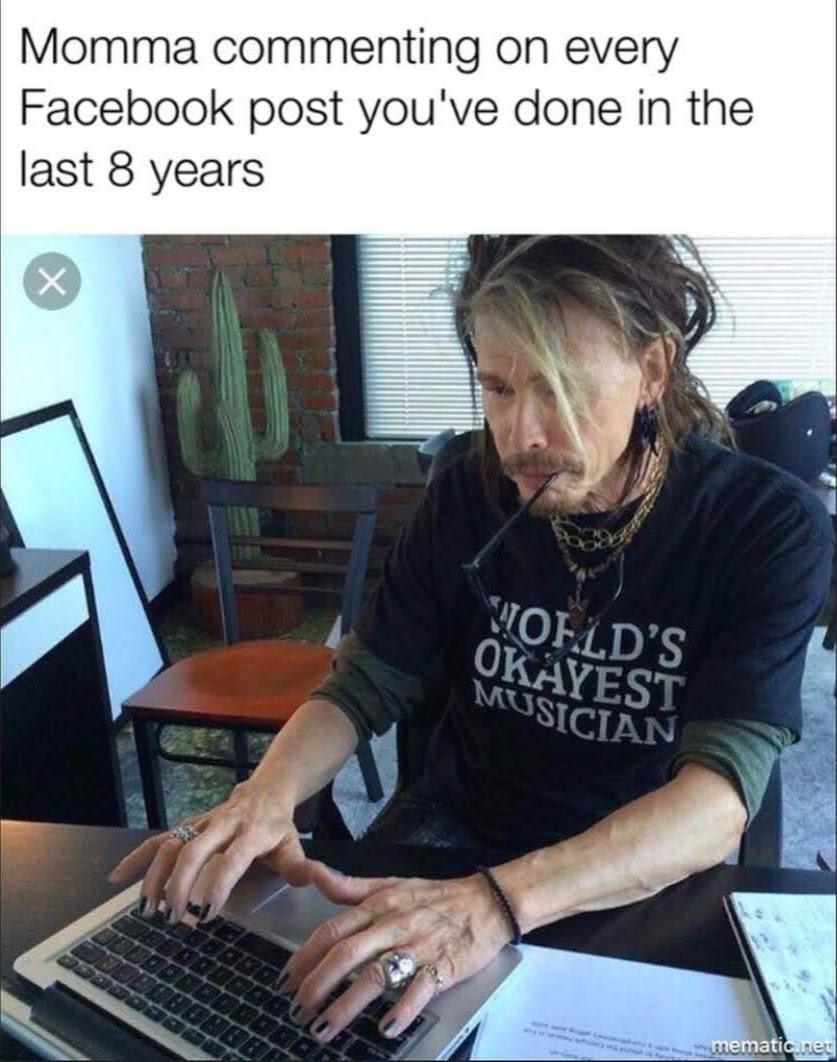 Momma commenting on every
Facebook post you've done in the
last 8 years
WORLD'S
OKAYEST
MUSICIAN
mematic.net